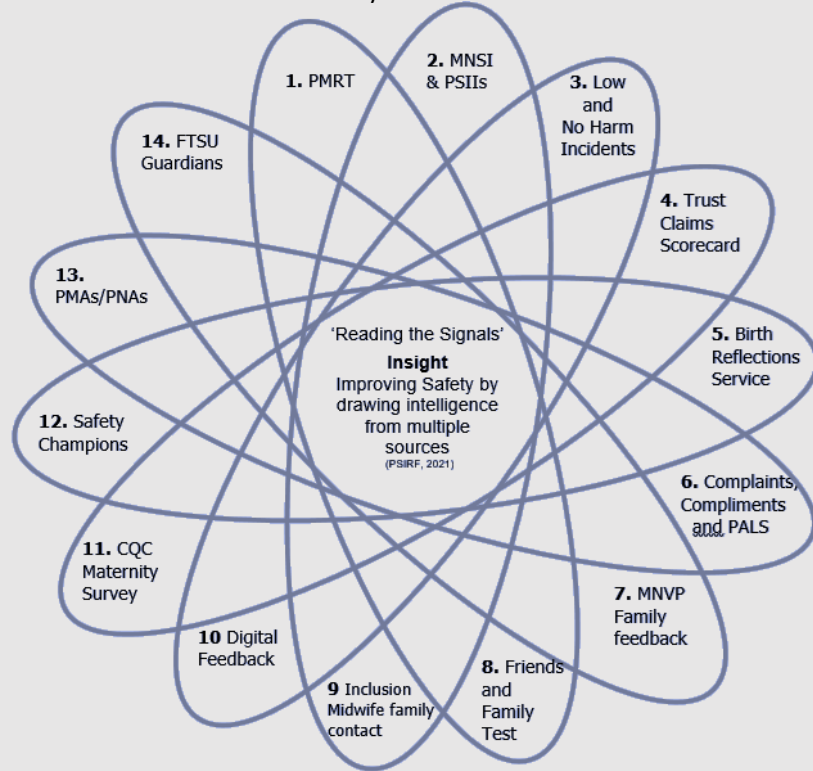 1. PMRT
2. MNSI
& PSIIs
3. Low
and
No Harm
Incidents
4. Trust
Claims
Scorecard
5. Birth
Reflections
Service
6. Complaints,
Compliments
and PALS
7. MNVP
Family
feedback
8. Friends
and
Family
Test
9 Inclusion
Midwife family
contact
10 Digital
Feedback
11. CQC
Maternity
Survey
12. Safety
Champions
13.
PMAs/PNAs
14. FTSU
Guardians
'Reading the Signals'
Insight
Improving Safety by
drawing intelligence
from multiple
sources
(PSIRF, 2021)